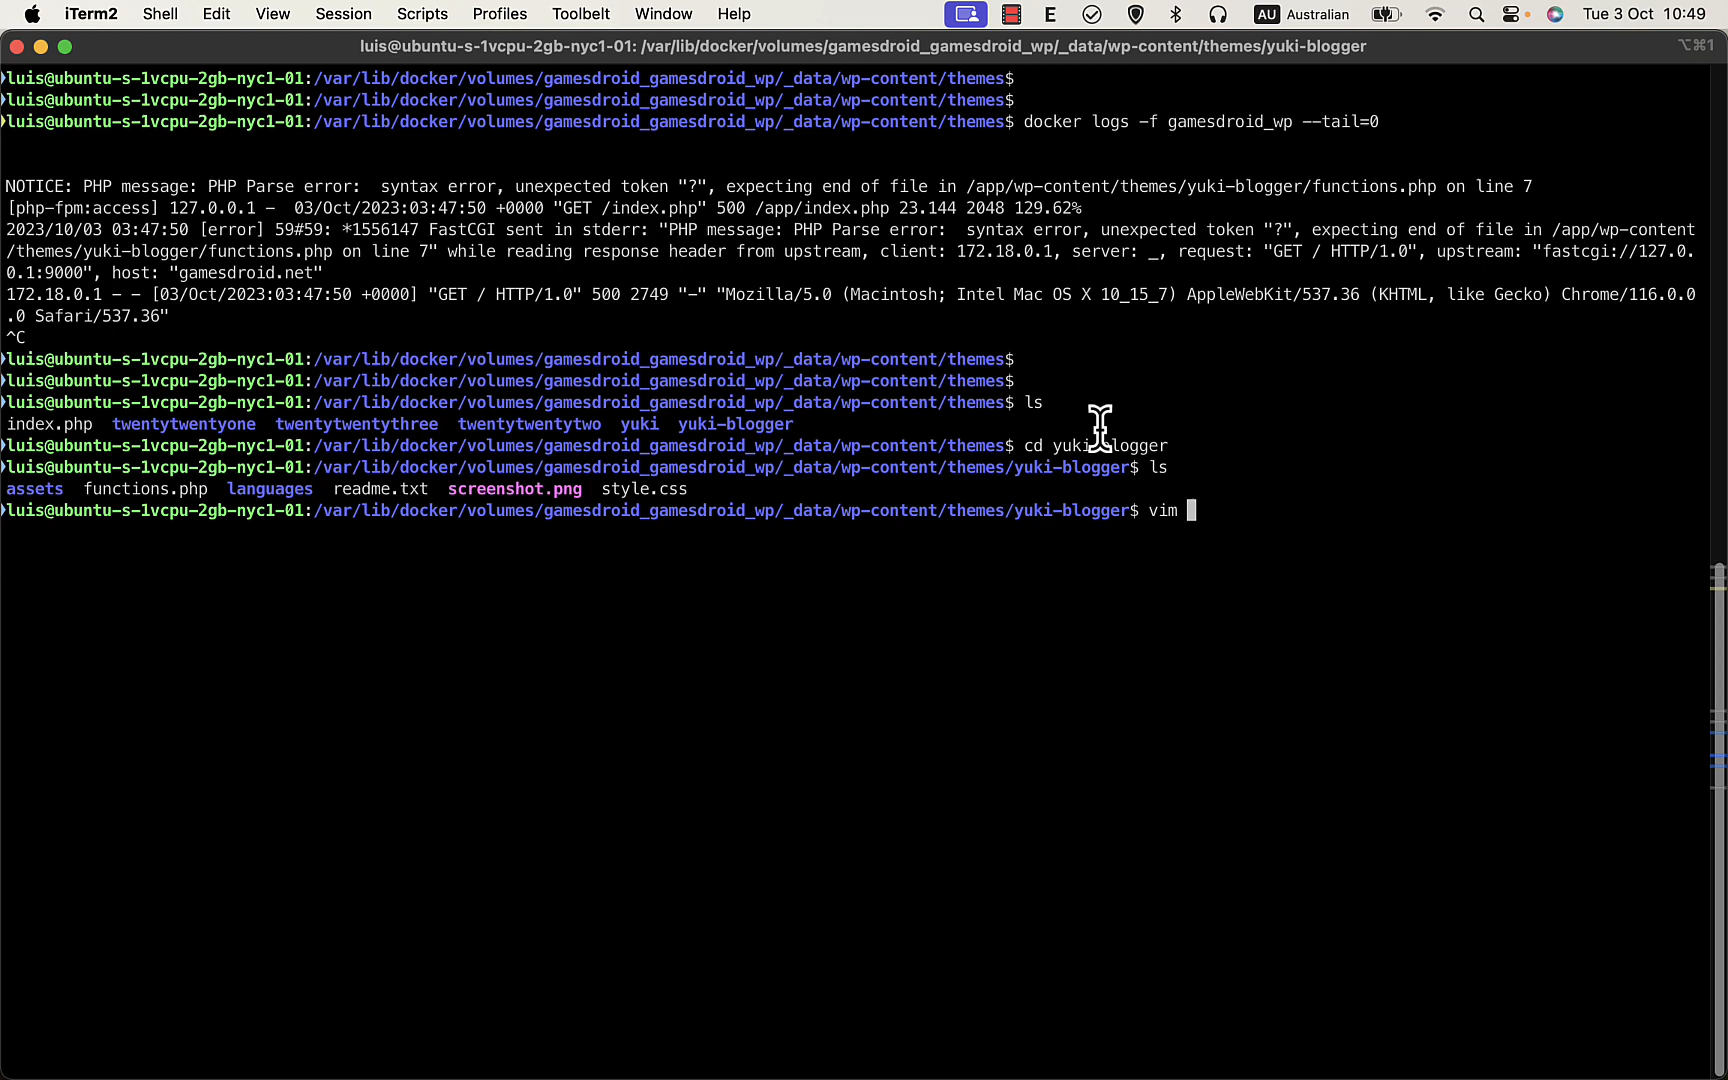 iTerm2 Shell Edit View Session Scripts Profiles Toolbelt Window Help E AU Australian Tue 3 Oct 10:49
luis@ubuntu-s-1vcpu-2gb-nyc1-01: /var/lib/docker/volumes/gamesdroid_gamesdroid_wp/_data/wp-content/themes/yuki-blogger ⌥⌘1
luis@ubuntu-s-1vcpu-2gb-nyc1-01:/var/lib/docker/volumes/gamesdroid_gamesdroid_wp/_data/wp-content/themes$
luis@ubuntu-s-1vcpu-2gb-nyc1-01:/var/lib/docker/volumes/gamesdroid_gamesdroid_wp/_data/wp-content/themes$
luis@ubuntu-s-1vcpu-2gb-nyc1-01:/var/lib/docker/volumes/gamesdroid_gamesdroid_wp/_data/wp-content/themes$ docker logs -f gamesdroid_wp --tail=0
NOTICE: PHP message: PHP Parse error:  syntax error, unexpected token "?", expecting end of file in /app/wp-content/themes/yuki-blogger/functions.php on line 7
[php-fpm:access] 127.0.0.1 -  03/Oct/2023:03:47:50 +0000 "GET /index.php" 500 /app/index.php 23.144 2048 129.62%
2023/10/03 03:47:50 [error] 59#59: *1556147 FastCGI sent in stderr: "PHP message: PHP Parse error:  syntax error, unexpected token "?", expecting end of file in /app/wp-content
/themes/yuki-blogger/functions.php on line 7" while reading response header from upstream, client: 172.18.0.1, server: _, request: "GET / HTTP/1.0", upstream: "fastcgi://127.0.
0.1:9000", host: "gamesdroid.net"
172.18.0.1 - - [03/Oct/2023:03:47:50 +0000] "GET / HTTP/1.0" 500 2749 "-" "Mozilla/5.0 (Macintosh; Intel Mac OS X 10_15_7) AppleWebKit/537.36 (KHTML, like Gecko) Chrome/116.0.0
.0 Safari/537.36"
^C
luis@ubuntu-s-1vcpu-2gb-nyc1-01:/var/lib/docker/volumes/gamesdroid_gamesdroid_wp/_data/wp-content/themes$
luis@ubuntu-s-1vcpu-2gb-nyc1-01:/var/lib/docker/volumes/gamesdroid_gamesdroid_wp/_data/wp-content/themes$
luis@ubuntu-s-1vcpu-2gb-nyc1-01:/var/lib/docker/volumes/gamesdroid_gamesdroid_wp/_data/wp-content/themes$ ls
index.php  twentytwentyone  twentytwentythree  twentytwentytwo  yuki  yuki-blogger
luis@ubuntu-s-1vcpu-2gb-nyc1-01:/var/lib/docker/volumes/gamesdroid_gamesdroid_wp/_data/wp-content/themes$ cd yuki-blogger
luis@ubuntu-s-1vcpu-2gb-nyc1-01:/var/lib/docker/volumes/gamesdroid_gamesdroid_wp/_data/wp-content/themes/yuki-blogger$ ls
assets  functions.php  languages  readme.txt  screenshot.png  style.css
luis@ubuntu-s-1vcpu-2gb-nyc1-01:/var/lib/docker/volumes/gamesdroid_gamesdroid_wp/_data/wp-content/themes/yuki-blogger$ vim